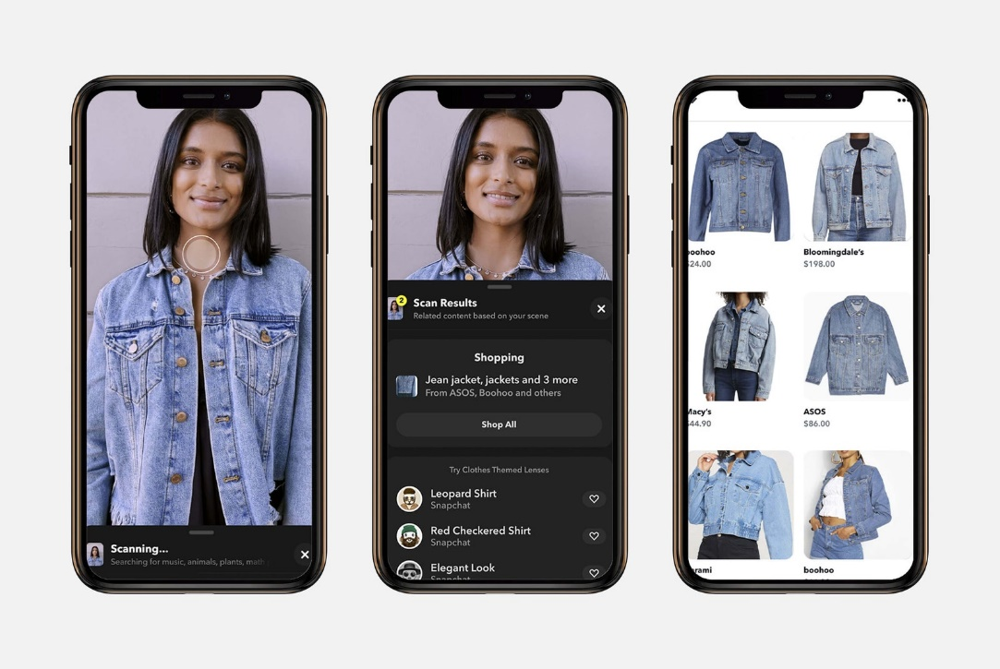 Scanning...
Searching for music, animals, plants, math
2
Scan Results
Related content based on your scene
Shopping
Jean jacket, jackets and 3 more
From ASOS, Boohoo and others
Shop All
Try Clothes Themed Lenses
Leopard Shirt
Snapchat
Red Checkered Shirt
Snapchat
Elegant Look
Snapchat
boohoo
$24.00
Bloomingdale's
$198.00
Macy's
$44.90
ASOS
$86.00
boohoo